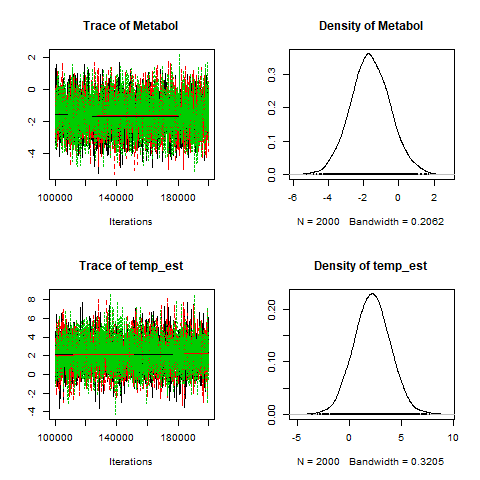 Trace of Metabol
2
0
-2
-4
100000 140000 180000
Iterations
Density of Metabol
0.3
0.2
0.1
0.0
-6 -4 -2 0 2
N = 2000 Bandwidth = 0.2062
Trace of temp_est
8
6
4
2
0
-2
-4
100000 140000 180000
Iterations
Density of temp_est
0.20
0.10
0.00
-5 0 5 10
N = 2000 Bandwidth = 0.3205